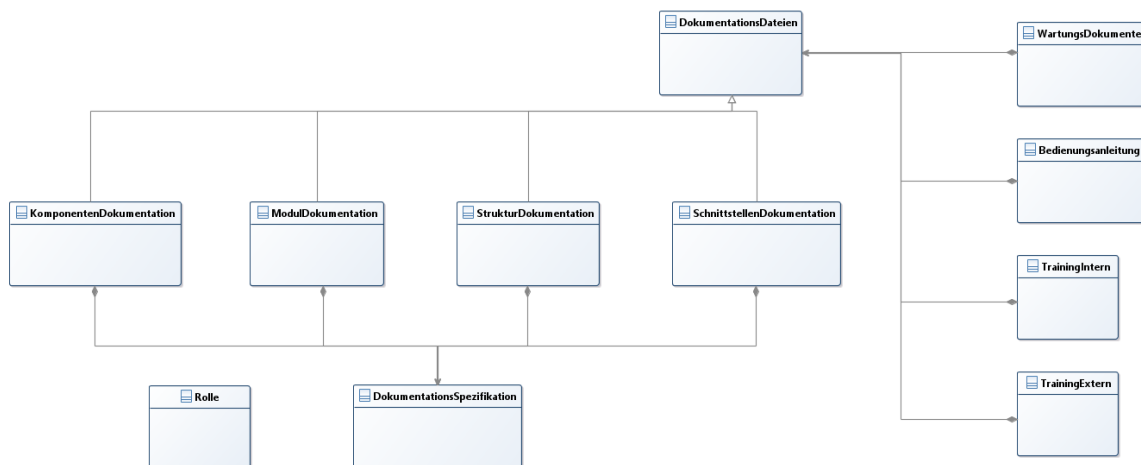 DokumentationsDateien
WartungsDokumente
Bedienungsanleitung
KomponentenDokumentation
ModulDokumentation
StrukturDokumentation
SchnittstellenDokumentation
TrainingIntern
TrainingExtern
Rolle
DokumentationsSpezifikation